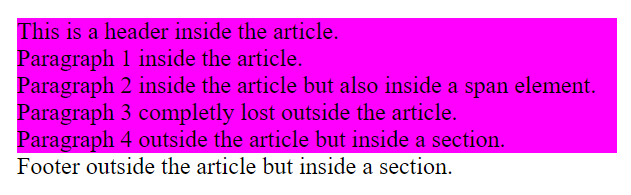 This is a header inside the article.
Paragraph 1 inside the article.
Paragraph 2 inside the article but also inside a span element.
Paragraph 3 completly lost outside the article.
Paragraph 4 outside the article but inside a section.
Footer outside the article but inside a section.